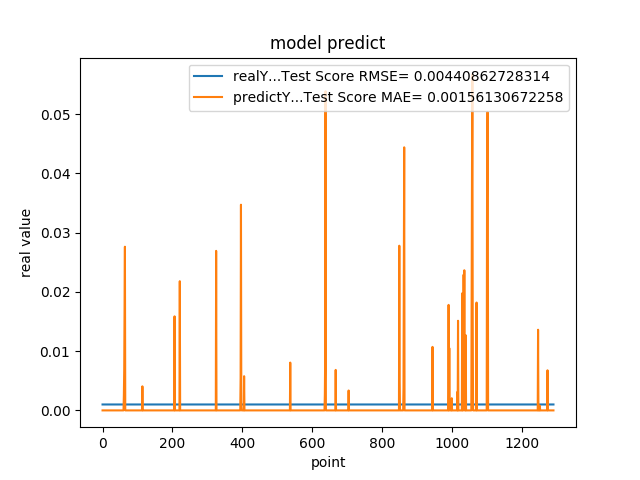 model predict
realY...Test Score RMSE= 0.00440862728314
predictY...Test Score MAE= 0.00156130672258
0.05
0.04
0.03
0.02
0.01
0.00
real value
0 200 400 600 800 1000 1200
point